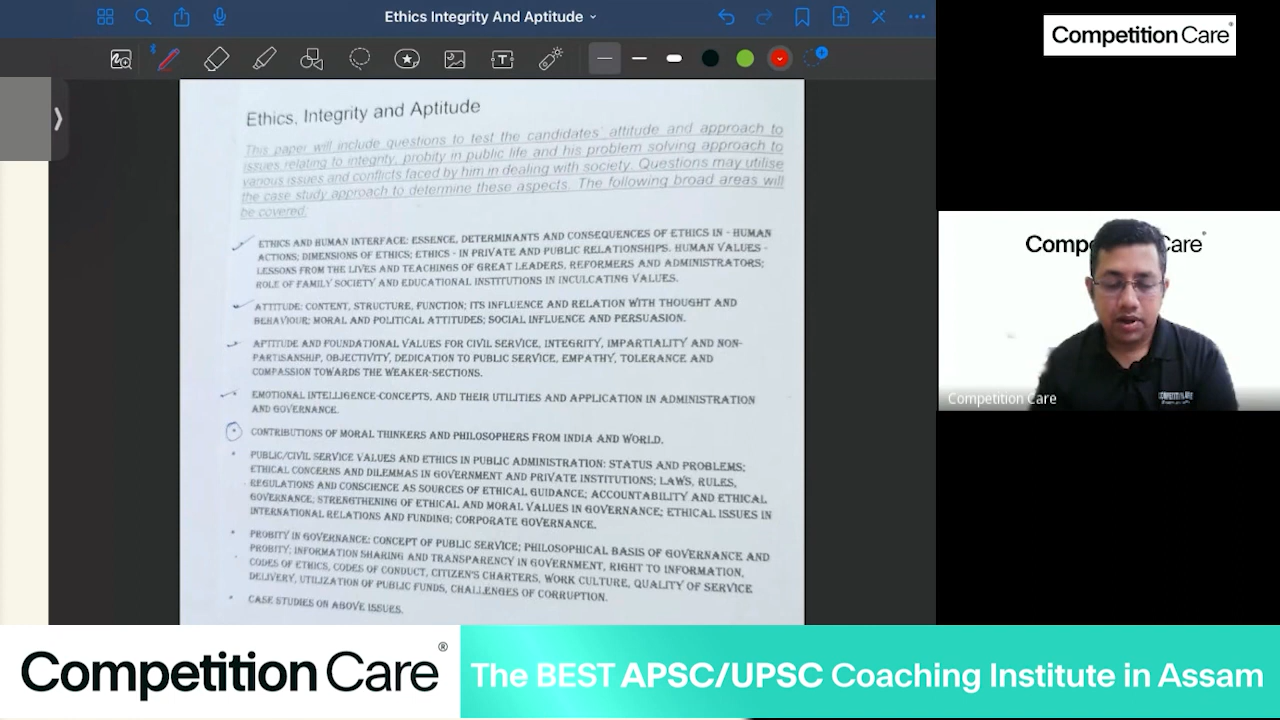 Ethics Integrity And Aptitude
Competition Care®
Ethics, Integrity and Aptitude
This paper will include questions to test the candidates' attitude and approach to
issues relating to integrity, probity in public life and his problem solving approach to
various issues and conflicts faced by him in dealing with society. Questions may utilise
the case study approach to determine these aspects. The following broad areas will
be covered.
ETHICS AND HUMAN INTERFACE: ESSENCE, DETERMINANTS AND CONSEQUENCES OF ETHICS IN - HUMAN
ACTIONS; DIMENSIONS OF ETHICS; ETHICS - IN PRIVATE AND PUBLIC RELATIONSHIPS. HUMAN VALUES -
LESSONS FROM THE LIVES AND TEACHINGS OF GREAT LEADERS, REFORMERS AND ADMINISTRATORS;
ROLE OF FAMILY SOCIETY AND EDUCATIONAL INSTITUTIONS IN INCULCATING VALUES.
ATTITUDE: CONTENT, STRUCTURE, FUNCTION; ITS INFLUENCE AND RELATION WITH THOUGHT AND
BEHAVIOUR; MORAL AND POLITICAL ATTITUDES; SOCIAL INFLUENCE AND PERSUASION.
APTITUDE AND FOUNDATIONAL VALUES FOR CIVIL SERVICE, INTEGRITY, IMPARTIALITY AND NON-
PARTISANSHIP, OBJECTIVITY, DEDICATION TO PUBLIC SERVICE, EMPATHY, TOLERANCE AND
COMPASSION TOWARDS THE WEAKER-SECTIONS.
EMOTIONAL INTELLIGENCE-CONCEPTS, AND THEIR UTILITIES AND APPLICATION IN ADMINISTRATION
AND GOVERNANCE.
CONTRIBUTIONS OF MORAL THINKERS AND PHILOSOPHERS FROM INDIA AND WORLD.
• PUBLIC/CIVIL SERVICE VALUES AND ETHICS IN PUBLIC ADMINISTRATION: STATUS AND PROBLEMS;
ETHICAL CONCERNS AND DILEMMAS IN GOVERNMENT AND PRIVATE INSTITUTIONS; LAWS, RULES,
REGULATIONS AND CONSCIENCE AS SOURCES OF ETHICAL GUIDANCE; ACCOUNTABILITY AND ETHICAL
GOVERNANCE; STRENGTHENING OF ETHICAL AND MORAL VALUES IN GOVERNANCE; ETHICAL ISSUES IN
INTERNATIONAL RELATIONS AND FUNDING; CORPORATE GOVERNANCE.
• PROBITY IN GOVERNANCE: CONCEPT OF PUBLIC SERVICE; PHILOSOPHICAL BASIS OF GOVERNANCE AND
PROBITY; INFORMATION SHARING AND TRANSPARENCY IN GOVERNMENT, RIGHT TO INFORMATION,
CODES OF ETHICS, CODES OF CONDUCT, CITIZEN'S CHARTERS, WORK CULTURE, QUALITY OF SERVICE
DELIVERY, UTILIZATION OF PUBLIC FUNDS, CHALLENGES OF CORRUPTION.
• CASE STUDIES ON ABOVE ISSUES.
Competition Care
Competition Care®
The BEST APSC/UPSC Coaching Institute in Assam